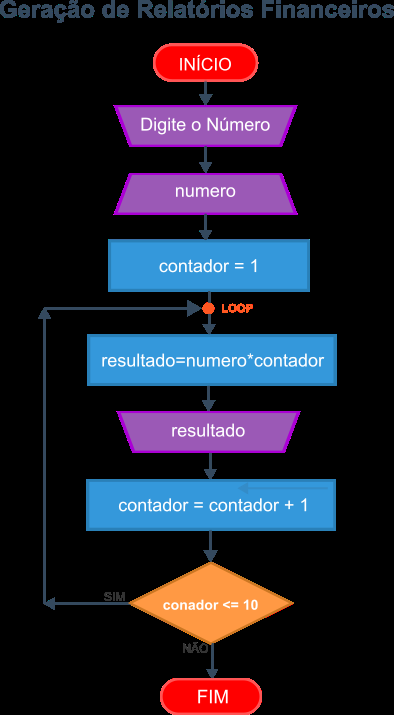 Geração de Relatórios Financeiros
INÍCIO
Digite o Número
numero
contador = 1
LOOP
resultado=numero*contador
resultado
contador = contador + 1
conador <= 10
SIM
NÃO
FIM